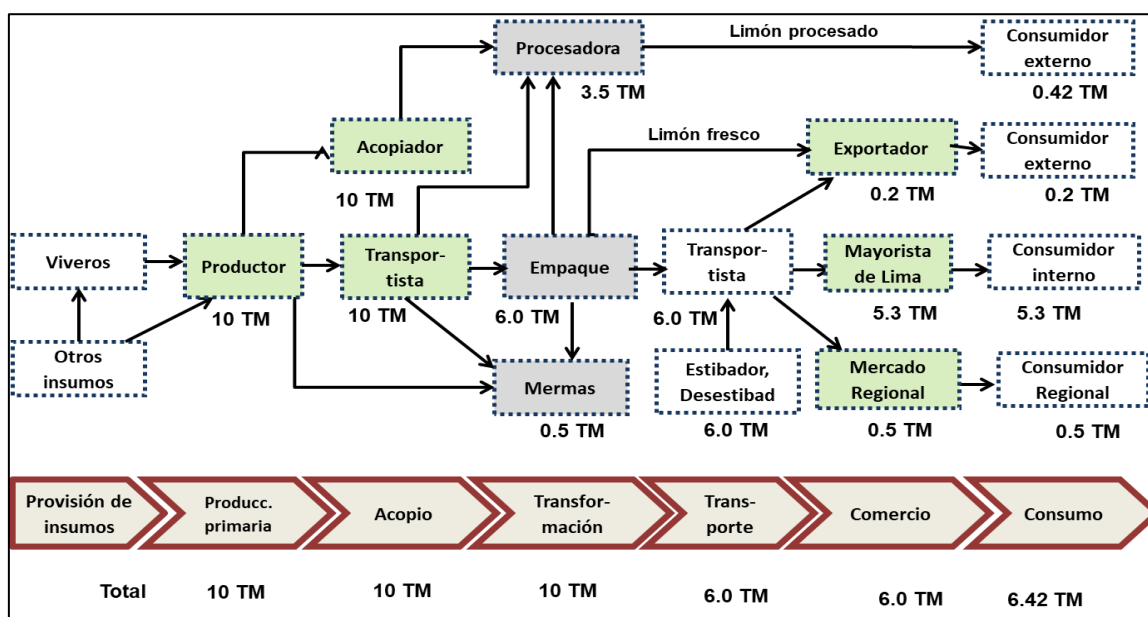 Procesadora
3.5 TM
Limón procesado
Consumidor
externo
0.42 TM
Acopiador
10 TM
Limón fresco
Exportador
0.2 TM
Consumidor
externo
0.2 TM
Viveros
Productor
10 TM
Transpor-
tista
10 TM
Empaque
6.0 TM
Transpor-
tista
6.0 TM
Mayorista
de Lima
5.3 TM
Consumidor
interno
5.3 TM
Otros
insumos
Mermas
0.5 TM
Estibador,
Desestibad
6.0 TM
Mercado
Regional
0.5 TM
Consumidor
Regional
0.5 TM
Provisión de
insumos
Producc.
primaria
Acopio
Transfor-
mación
Trans-
porte
Comercio
Consumo
Total
10 TM
10 TM
10 TM
6.0 TM
6.0 TM
6.42 TM